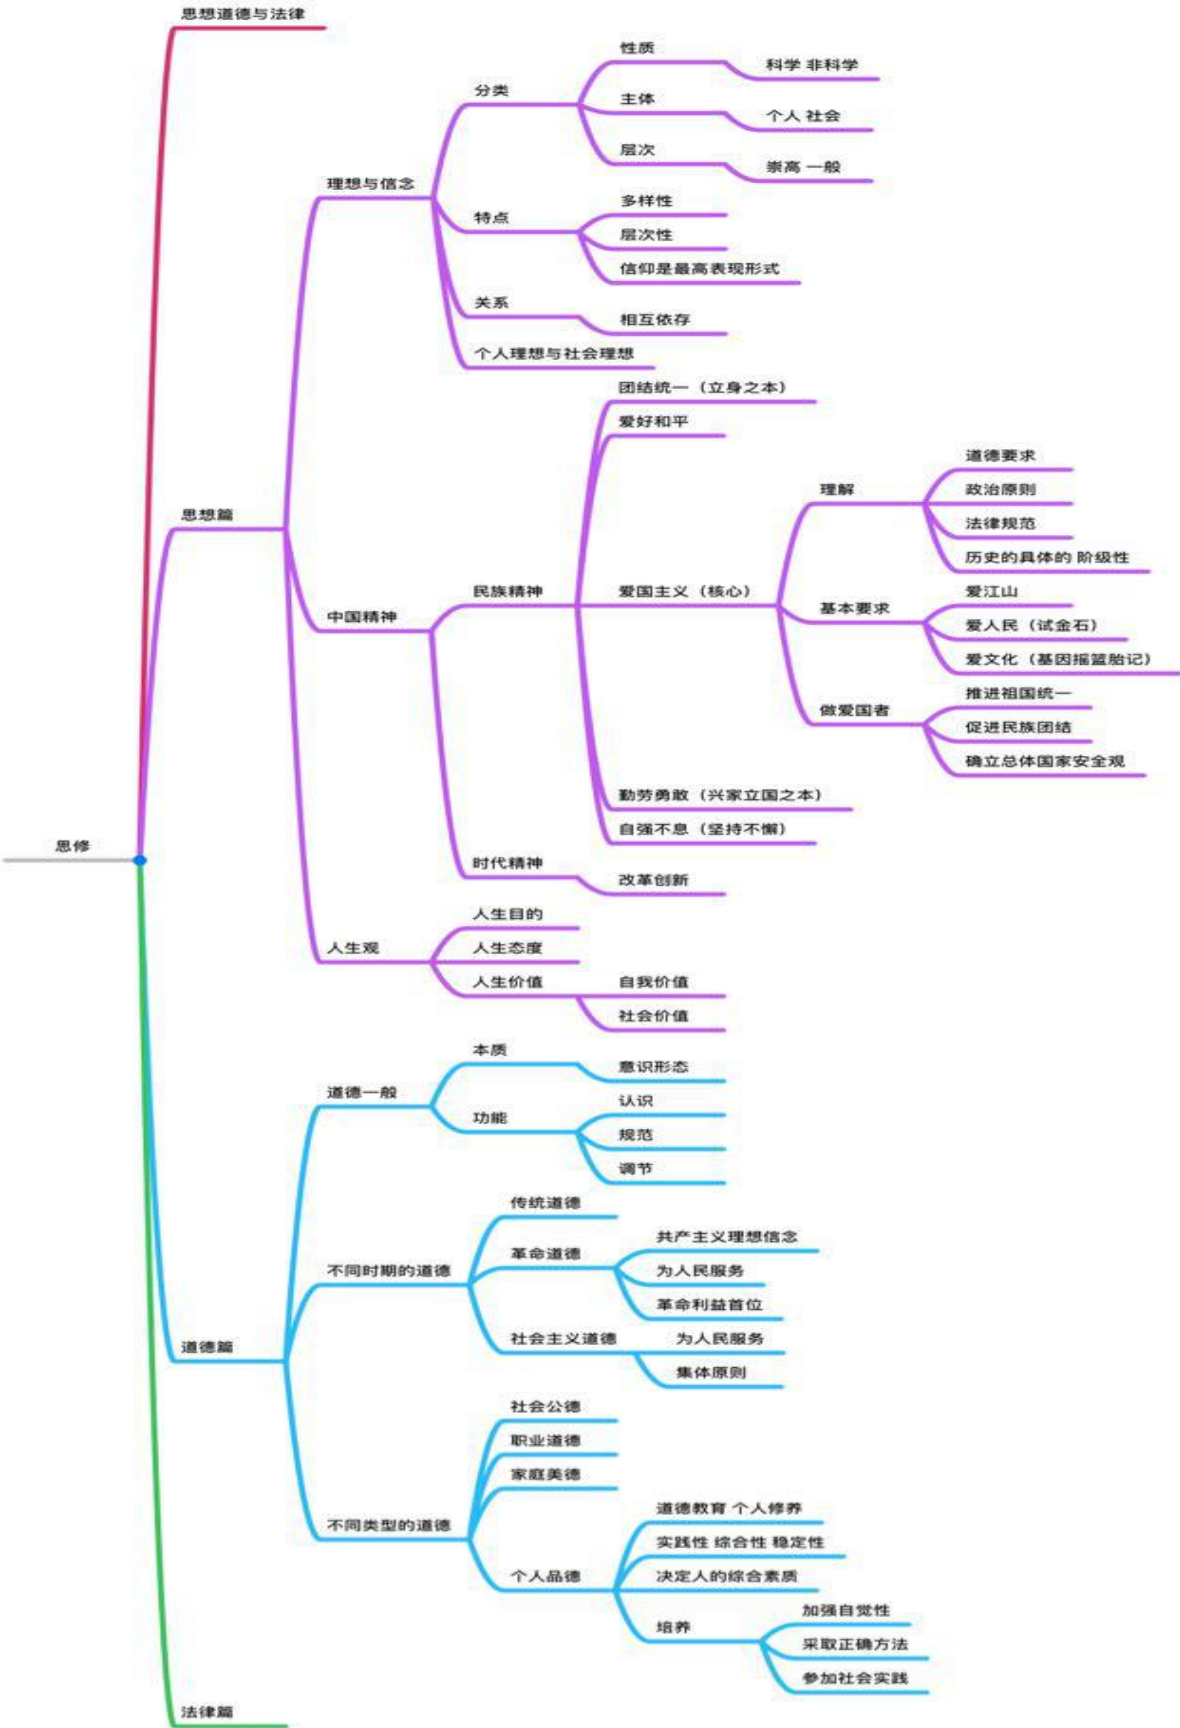 思想道德与法律
性质
科学 非科学
分类
主体
个人 社会
层次
崇高 一般
理想与信念
多样性
特点
层次性
信仰是最高表现形式
关系
相互依存
个人理想与社会理想
团结统一（立身之本）
爱好和平
道德要求
理解
政治原则
思想篇
法律规范
历史的具体的 阶级性
民族精神
爱国主义（核心）
爱江山
基本要求
中国精神
爱人民（试金石）
爱文化（基因摇篮胎记）
推进祖国统一
做爱国者
促进民族团结
确立总体国家安全观
勤劳勇敢（兴家立国之本）
自强不息（坚持不懈）
思修
时代精神
改革创新
人生目的
人生观
人生态度
人生价值
自我价值
社会价值
本质
意识形态
道德一般
认识
功能
规范
调节
传统道德
共产主义理想信念
革命道德
不同时期的道德
为人民服务
革命利益首位
社会主义道德
为人民服务
道德篇
集体原则
社会公德
职业道德
家庭美德
道德教育 个人修养
不同类型的道德
实践性 综合性 稳定性
个人品德
决定人的综合素质
加强自觉性
培养
采取正确方法
参加社会实践
法律篇